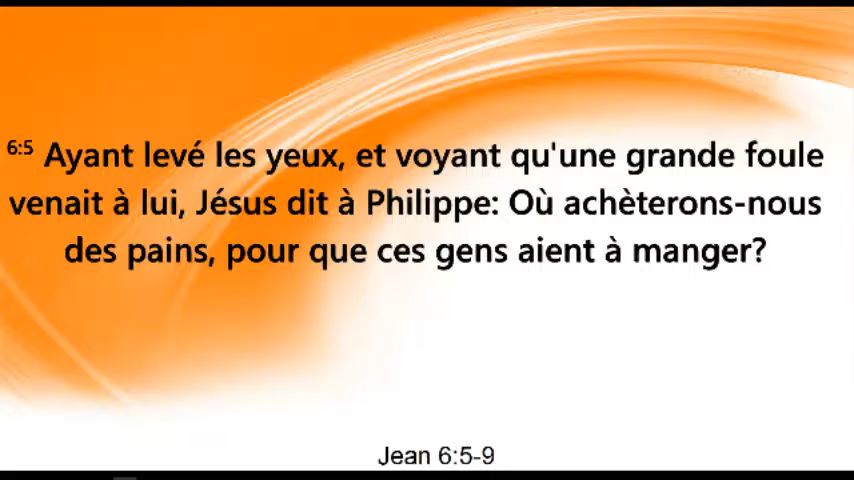 6:5 Ayant levé les yeux, et voyant qu'une grande foule
venait à lui, Jésus dit à Philippe: Où achèterons-nous
des pains, pour que ces gens aient à manger?
Jean 6:5-9